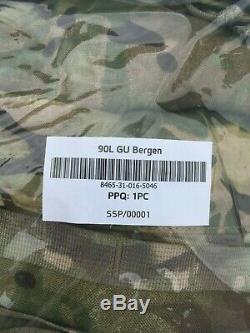 90L GU Bergen
8465-31-016-5046
PPQ: 1PC
SSP/00001